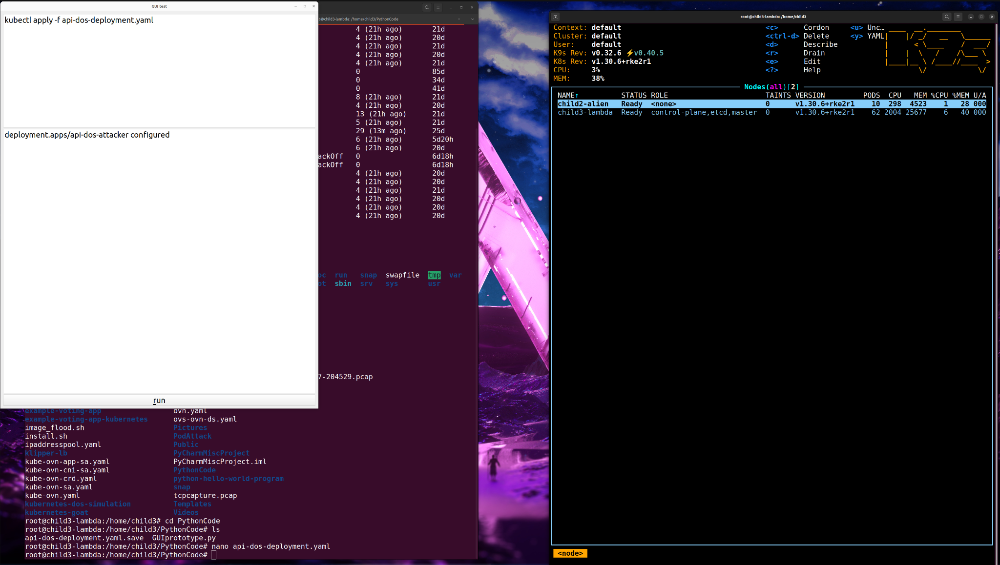 GUI test
kubectl apply -f api-dos-deployment.yaml
deployment.apps/api-dos-attacker configured
run
t@child3-lambda: /home/child3/PythonCode
4 (21h ago) 21d
4 (21h ago) 20d
4 (21h ago) 21d
4 (21h ago) 20d
4 (21h ago) 21d
0 85d
0 34d
0 41d
8 (21h ago) 21d
4 (21h ago) 20d
13 (21h ago) 21d
5 (21h ago) 21d
29 (13m ago) 25d
6 (21h ago) 5d20h
6 (21h ago) 20d
ackOff 0 6d18h
ackOff 0 6d18h
4 (21h ago) 20d
4 (21h ago) 20d
4 (21h ago) 21d
4 (21h ago) 20d
4 (21h ago) 20d
4 (21h ago) 20d
oc run snap swapfile tmp var
ot sbin srv sys usr
7-204529.pcap
example-voting-app ovn.yaml
example-voting-app-kubernetes ovs-ovn-ds.yaml
image_flood.sh Pictures
install.sh PodAttack
ipaddresspool.yaml Public
klipper-lb PyCharmMiscProject
kube-ovn-app-sa.yaml PyCharmMiscProject.iml
kube-ovn-cni-sa.yaml PythonCode
kube-ovn-crd.yaml python-hello-world-program
kube-ovn-sa.yaml snap
kube-ovn.yaml tcpcapture.pcap
kubernetes-dos-simulation Templates
kubernetes-goat Videos
root@child3-lambda:/home/child3# cd PythonCode
root@child3-lambda:/home/child3/PythonCode# ls
api-dos-deployment.yaml.save GUIprototype.py
root@child3-lambda:/home/child3/PythonCode# nano api-dos-deployment.yaml
root@child3-lambda:/home/child3/PythonCode#
root@child3-lambda: /home/child3
Context: default <c> Cordon <u> Unc…
Cluster: default <ctrl-d> Delete <y> YAML
User: default <d> Describe
K9s Rev: v0.32.6 ⚡v0.40.5 <r> Drain
K8s Rev: v1.30.6+rke2r1 <e> Edit
CPU: 3% <?> Help
MEM: 38%
Nodes(all)[2]
NAME↑ STATUS ROLE TAINTS VERSION PODS CPU MEM %CPU %MEM U/A
child2-alien Ready <none> 0 v1.30.6+rke2r1 10 298 4523 1 28 000
child3-lambda Ready control-plane,etcd,master 0 v1.30.6+rke2r1 62 2004 25677 6 40 000
<node>